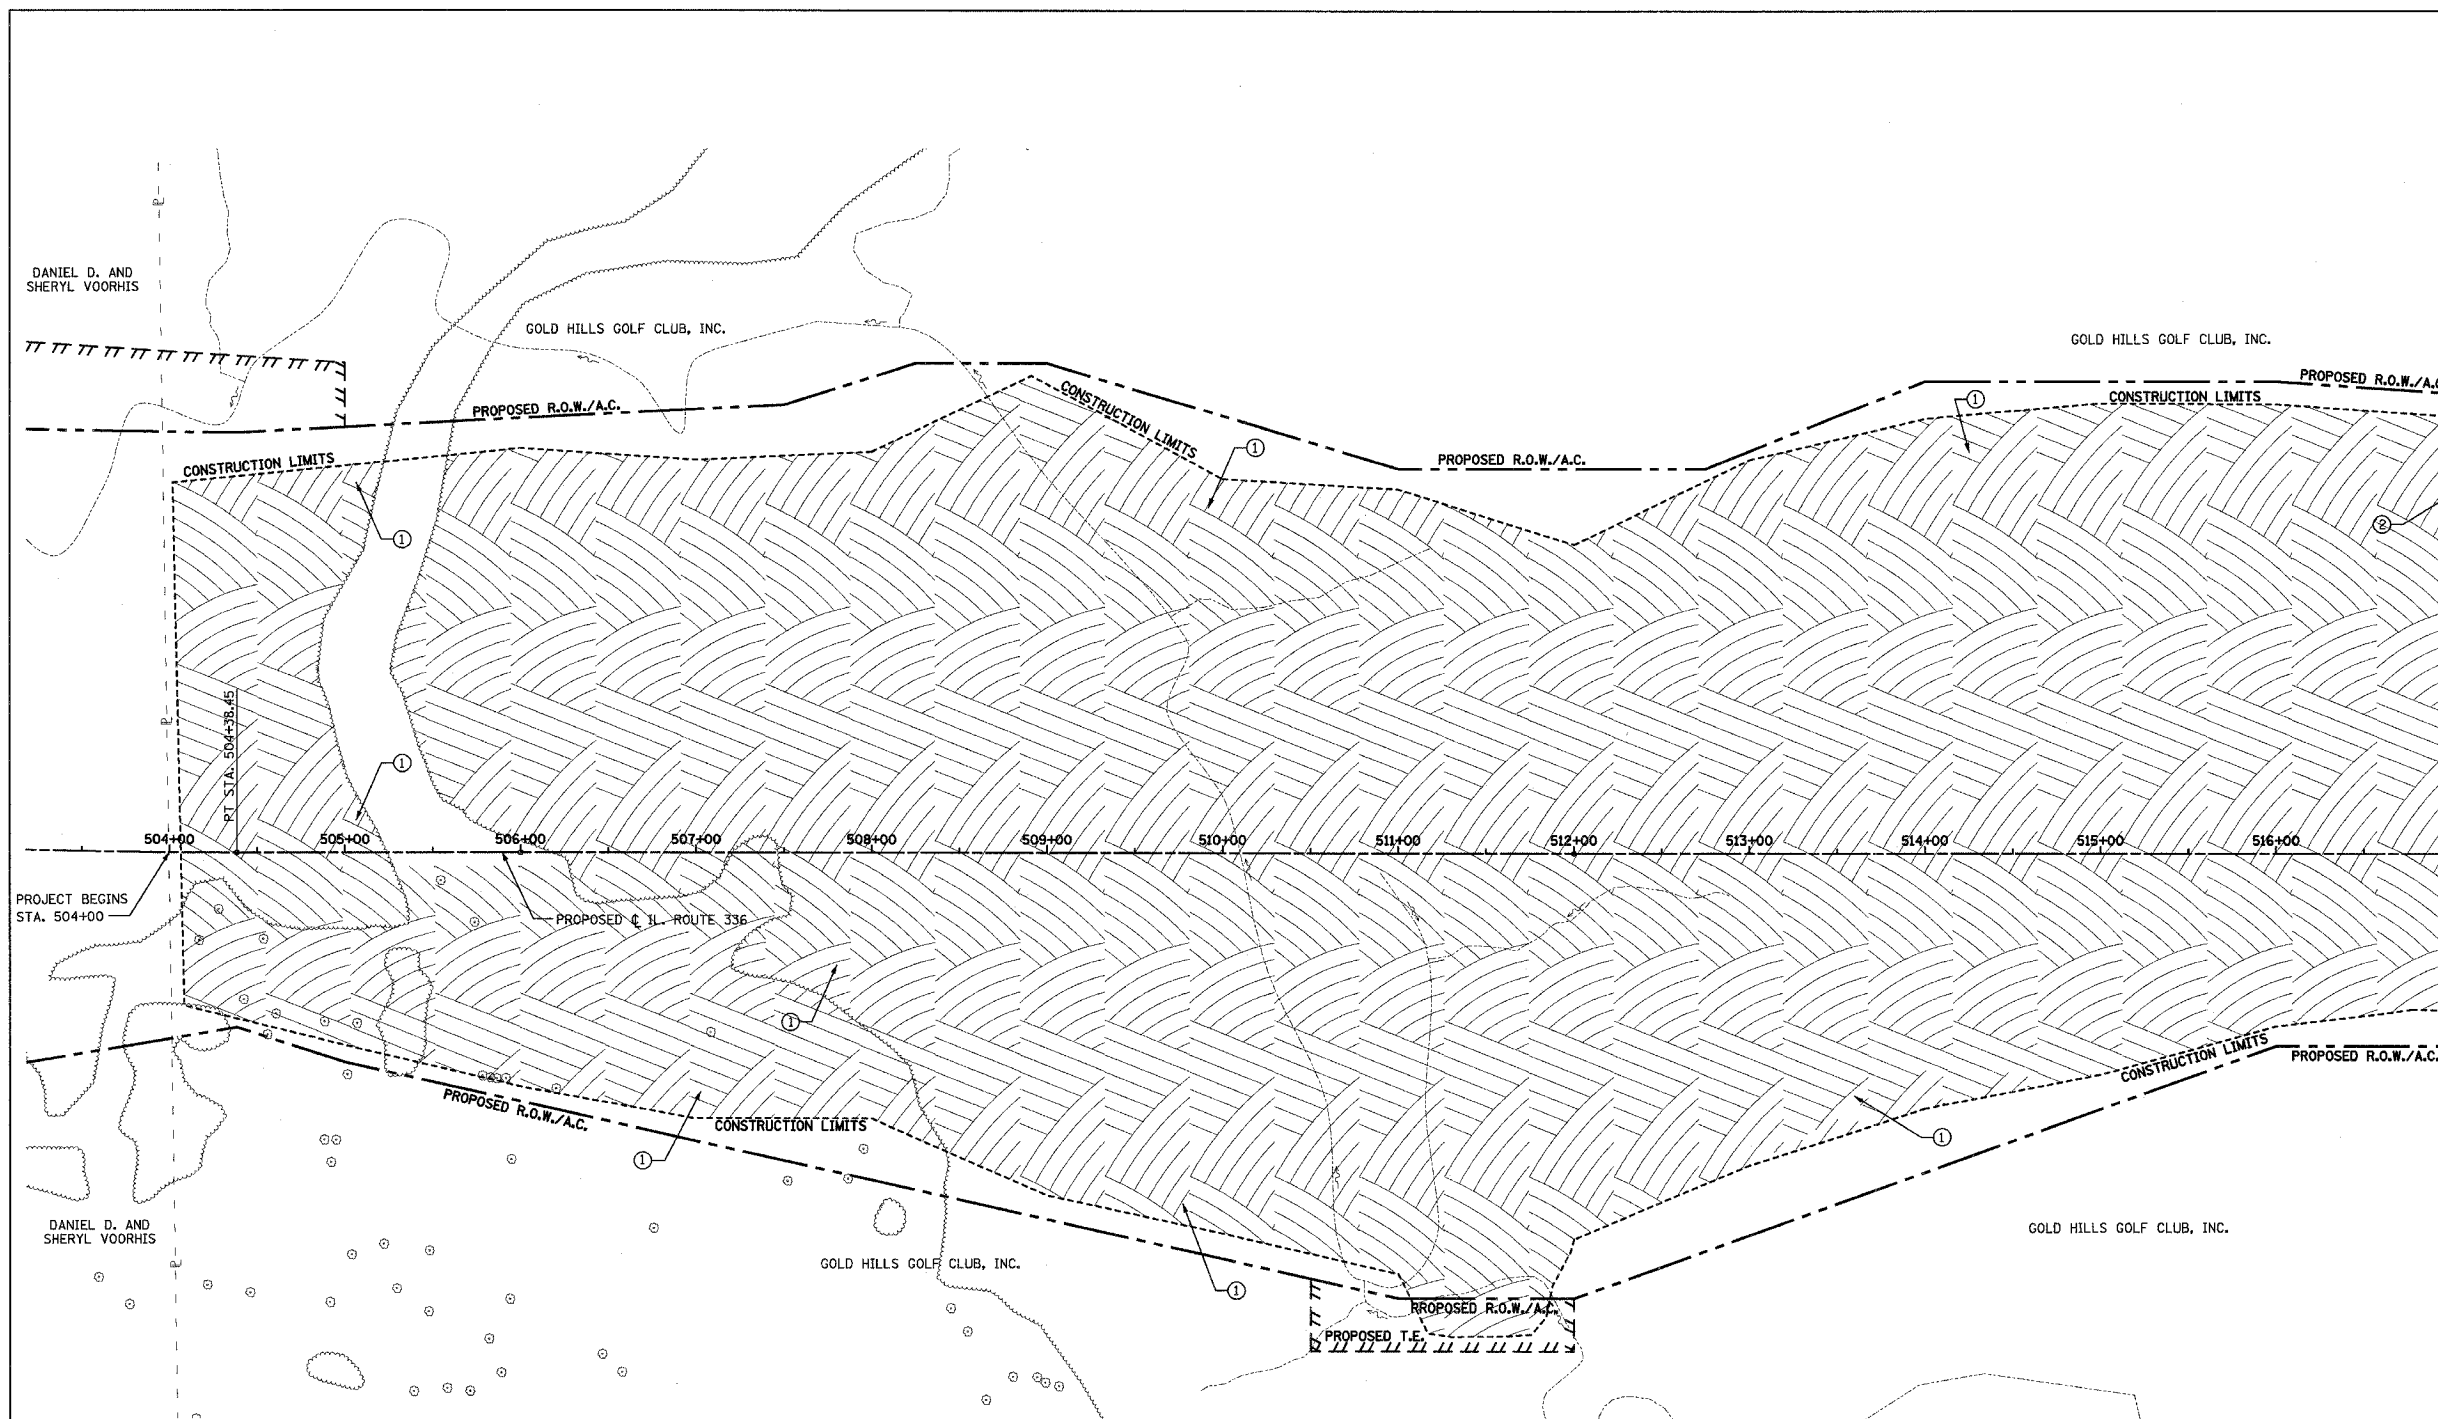 DANIEL D. AND
SHERYL VOORHIS
GOLD HILLS GOLF CLUB, INC.
GOLD HILLS GOLF CLUB, INC.
PROPOSED R.O.W./A.C.
PROPOSED R.O.W./A.C
CONSTRUCTION LIMITS
1
CONSTRUCTION LIMITS
CONSTRUCTION LIMITS
1
PROPOSED R.O.W./A.C.
1
2
P.T STA. 504+38.45
1
504+00 505+00 506+00 507+00 508+00 509+00 510+00 511+00 512+00 513+00 514+00 515+00 516+00
PROJECT BEGINS
STA. 504+00
PROPOSED ℄ IL. ROUTE 336
1
CONSTRUCTION LIMITS
PROPOSED R.O.W./A.C.
PROPOSED R.O.W./A.C.
CONSTRUCTION LIMITS
1
1
DANIEL D. AND
SHERYL VOORHIS
GOLD HILLS GOLF CLUB, INC.
GOLD HILLS GOLF CLUB, INC.
1
PROPOSED R.O.W./A.C.
PROPOSED T.E.